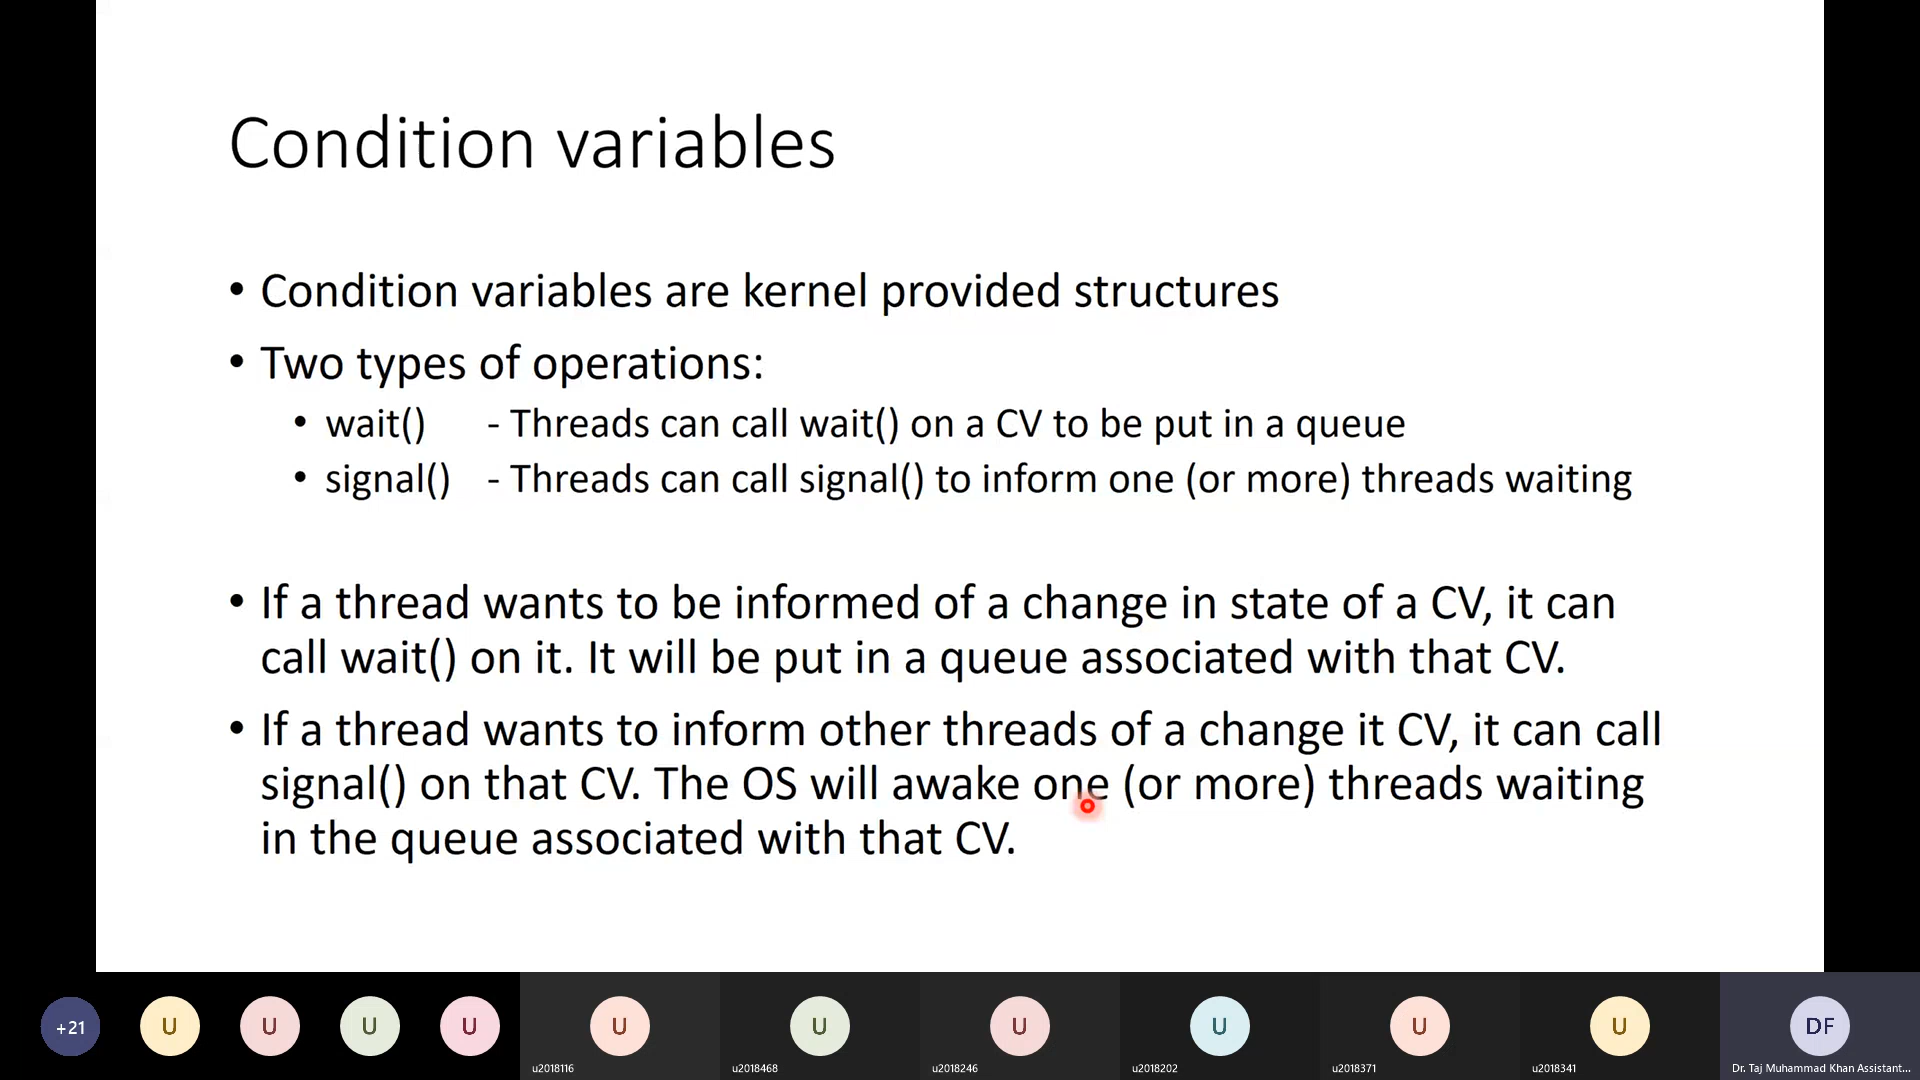 Condition variables
• Condition variables are kernel provided structures
• Two types of operations:
• wait() - Threads can call wait() on a CV to be put in a queue
• signal() - Threads can call signal() to inform one (or more) threads waiting
• If a thread wants to be informed of a change in state of a CV, it can
call wait() on it. It will be put in a queue associated with that CV.
• If a thread wants to inform other threads of a change it CV, it can call
signal() on that CV. The OS will awake one (or more) threads waiting
in the queue associated with that CV.
+21 U U U U U U U U U U DF
u2018116 u2018468 u2018246 u2018202 u2018371 u2018341 Dr. Taj Muhammad Khan Assistant...